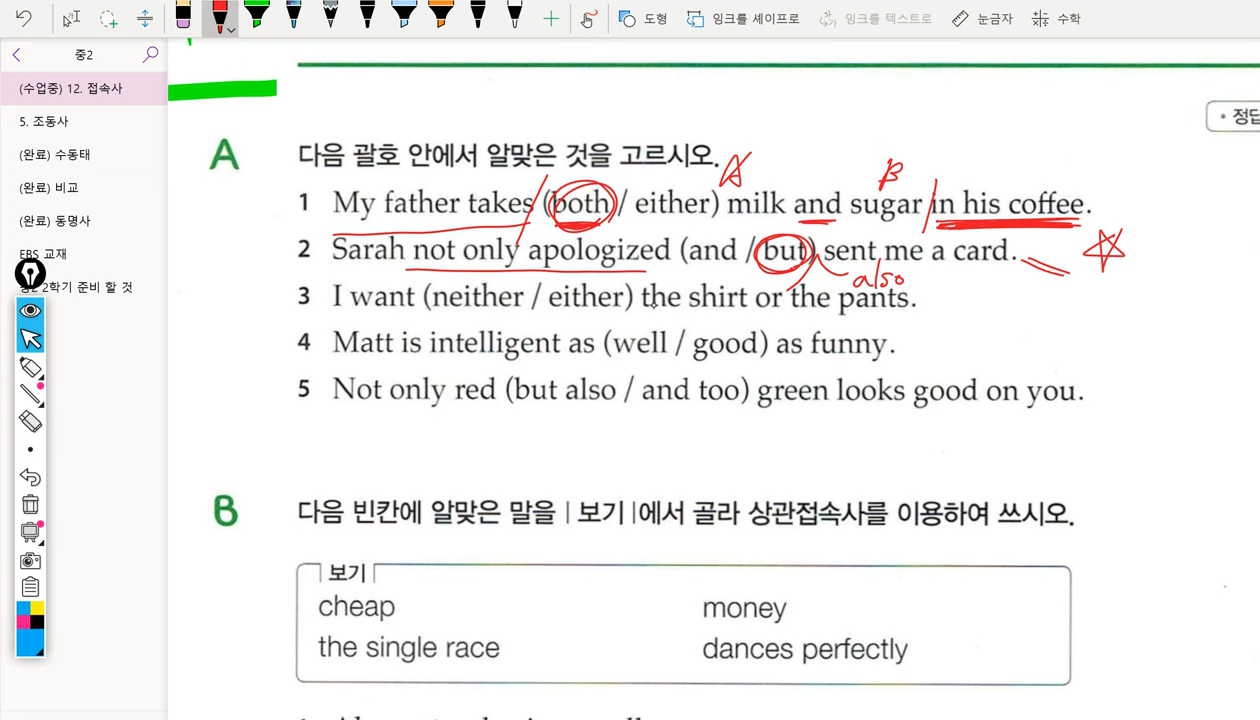 도형
잉크를 셰이프로
잉크를 텍스트로
눈금자
수학
중2
(수업중) 12. 접속사
5. 조동사
(완료) 수동태
(완료) 비교
(완료) 동명사
EBS 교재
2학기 준비 할 것
정답
A 다음 괄호 안에서 알맞은 것을 고르시오.
A B
1 My father takes (both / either) milk and sugar in his coffee.
2 Sarah not only apologized (and / but) sent me a card.
also
3 I want (neither / either) the shirt or the pants.
4 Matt is intelligent as (well / good) as funny.
5 Not only red (but also / and too) green looks good on you.
B 다음 빈칸에 알맞은 말을 | 보기 |에서 골라 상관접속사를 이용하여 쓰시오.
보기
cheap money
the single race dances perfectly